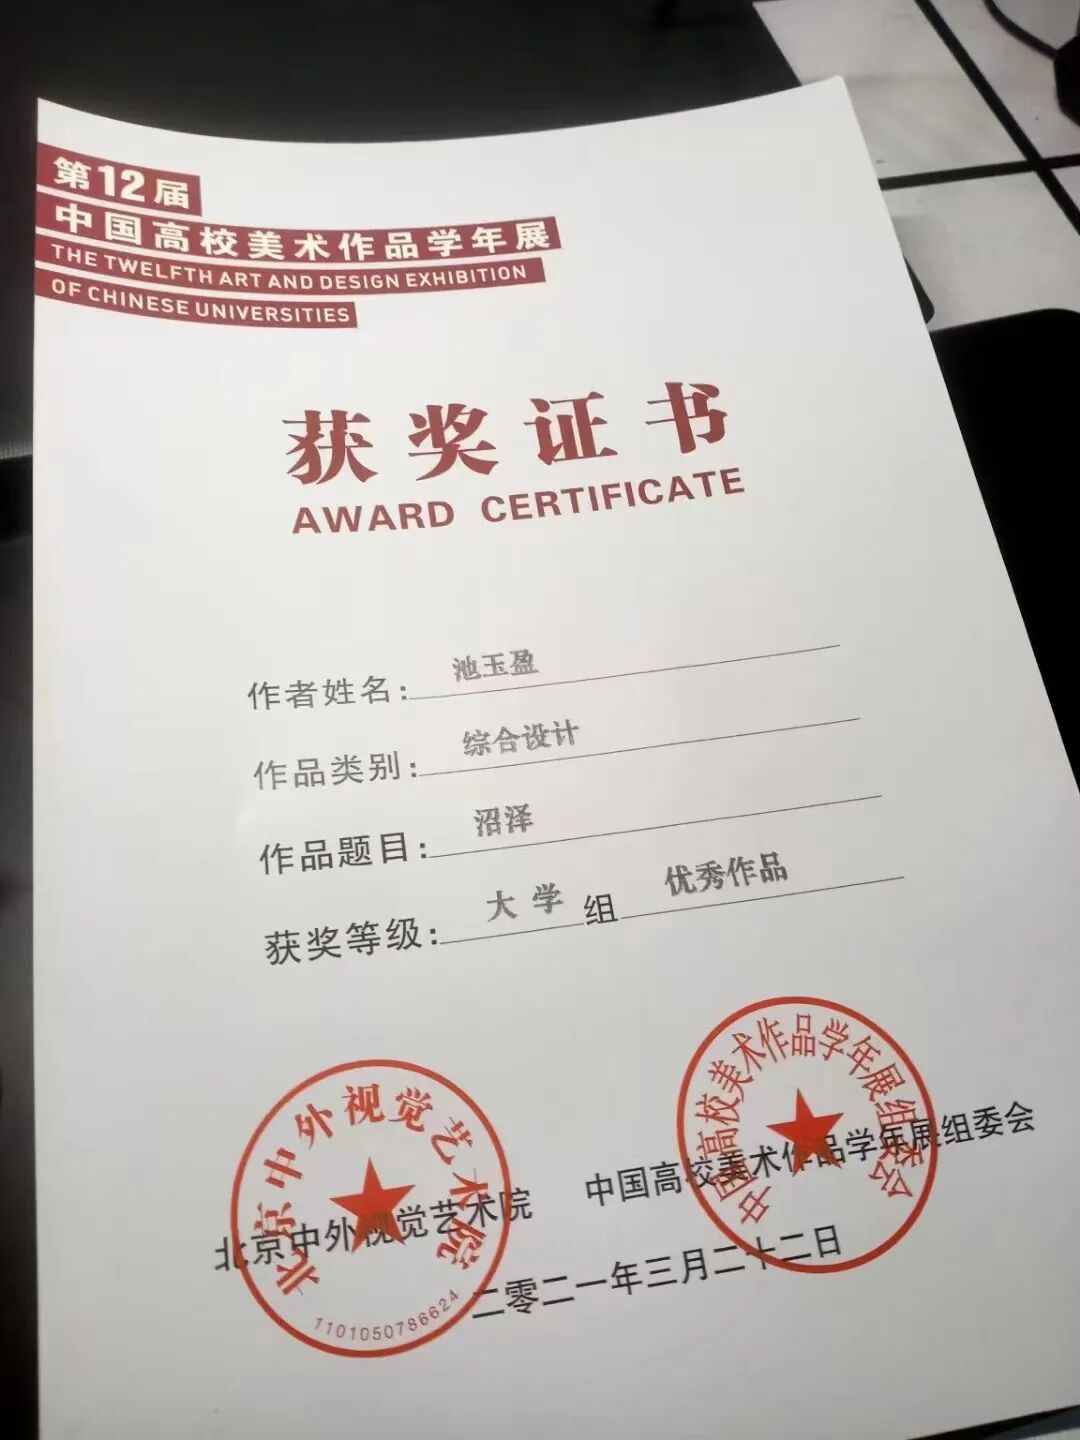 第12届
中国高校美术作品学年展
THE TWELFTH ART AND DESIGN EXHIBITION
OF CHINESE UNIVERSITIES
获奖证书
AWARD CERTIFICATE
作者姓名：池玉盈
作品类别：综合设计
作品题目：沼泽
获奖等级：大学组优秀作品
北京中外视觉艺术院
1101050786624
中国高校美术作品学年展组委会
北京中外视觉艺术院 中国高校美术作品学年展组委会
二零二一年三月二十二日